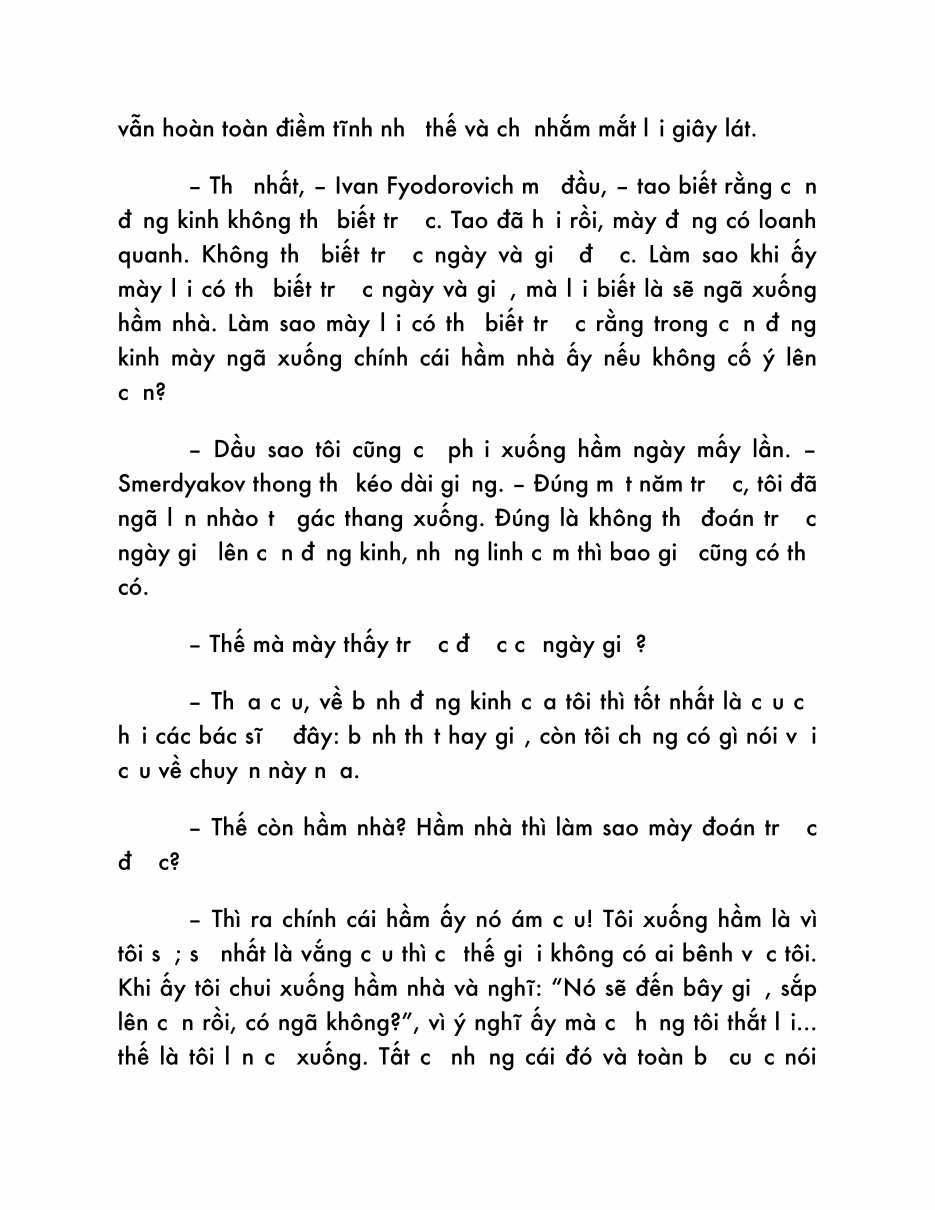 vẫn hoàn toàn điềm tĩnh nh thế và ch nhắm mắt l i giây lát.
– Th nhất, – Ivan Fyodorovich m đầu, – tao biết rằng c n
đ ng kinh không th biết tr c. Tao đã h i rồi, mày đ ng có loanh
quanh. Không th biết tr c ngày và gi đ c. Làm sao khi ấy
mày l i có th biết tr c ngày và gi , mà l i biết là sẽ ngã xuống
hầm nhà. Làm sao mày l i có th biết tr c rằng trong c n đ ng
kinh mày ngã xuống chính cái hầm nhà ấy nếu không cố ý lên
c n?
– Dầu sao tôi cũng c ph i xuống hầm ngày mấy lần. –
Smerdyakov thong th kéo dài gi ng. – Đúng m t năm tr c, tôi đã
ngã l n nhào t gác thang xuống. Đúng là không th đoán tr c
ngày gi lên c n đ ng kinh, nh ng linh c m thì bao gi cũng có th
có.
– Thế mà mày thấy tr c đ c c ngày gi ?
– Th a c u, về b nh đ ng kinh c a tôi thì tốt nhất là c u c
h i các bác sĩ đây: b nh th t hay gi , còn tôi ch ng có gì nói v i
c u về chuy n này n a.
– Thế còn hầm nhà? Hầm nhà thì làm sao mày đoán tr c
đ c?
– Thì ra chính cái hầm ấy nó ám c u! Tôi xuống hầm là vì
tôi s ; s nhất là vắng c u thì c thế gi i không có ai bênh v c tôi.
Khi ấy tôi chui xuống hầm nhà và nghĩ: “Nó sẽ đến bây gi , sắp
lên c n rồi, có ngã không?”, vì ý nghĩ ấy mà c h ng tôi thắt l i...
thế là tôi l n c xuống. Tất c nh ng cái đó và toàn b cu c nói